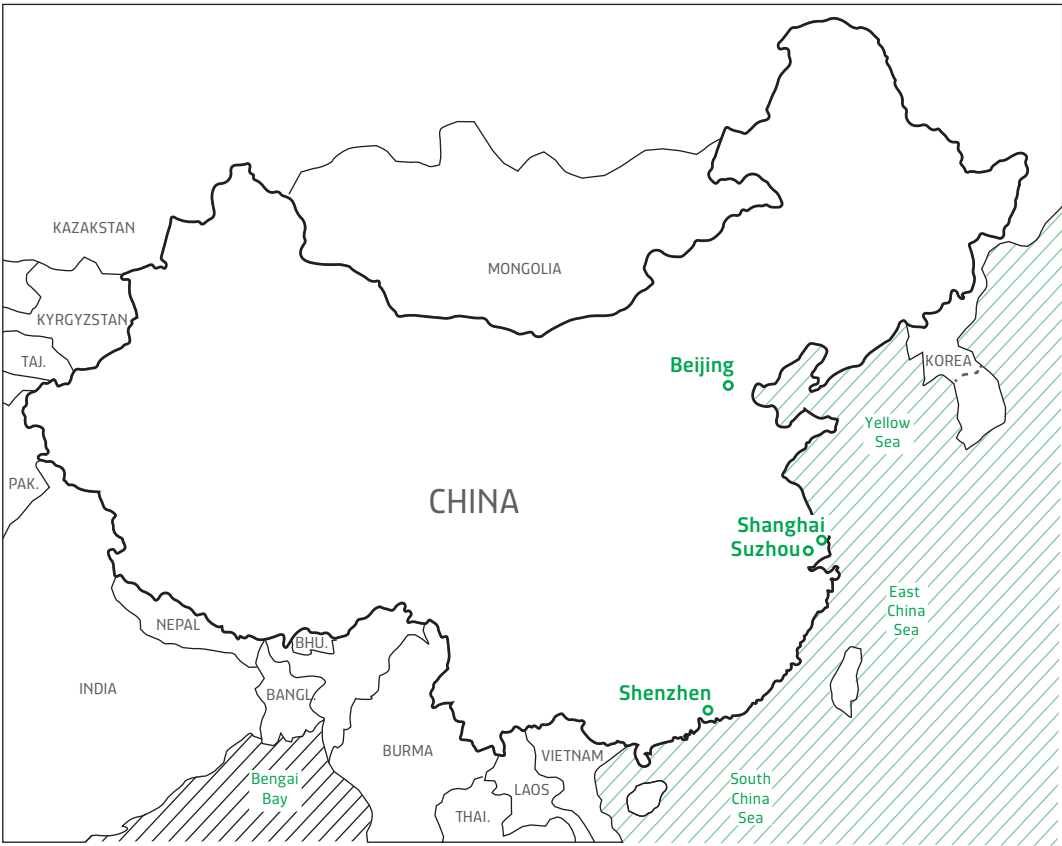 KAZAKSTAN
MONGOLIA
KYRGYZSTAN
TAJ.
Beijing
KOREA
Yellow
Sea
PAK.
CHINA
Shanghai
Suzhou
East
China
Sea
NEPAL
BHU.
INDIA
BANGL.
Shenzhen
BURMA
VIETNAM
Bengai
Bay
LAOS
South
China
Sea
THAI.